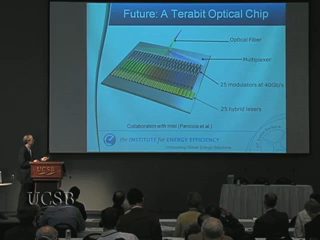 Future: A Terabit Optical Chip
Optical Fiber
Multiplexer
25 modulators at 40Gb/s
25 hybrid lasers
Collaboration with Intel (Paniccia et al.)
the INSTITUTE FOR ENERGY EFFICIENCY
UCSB
UCSB